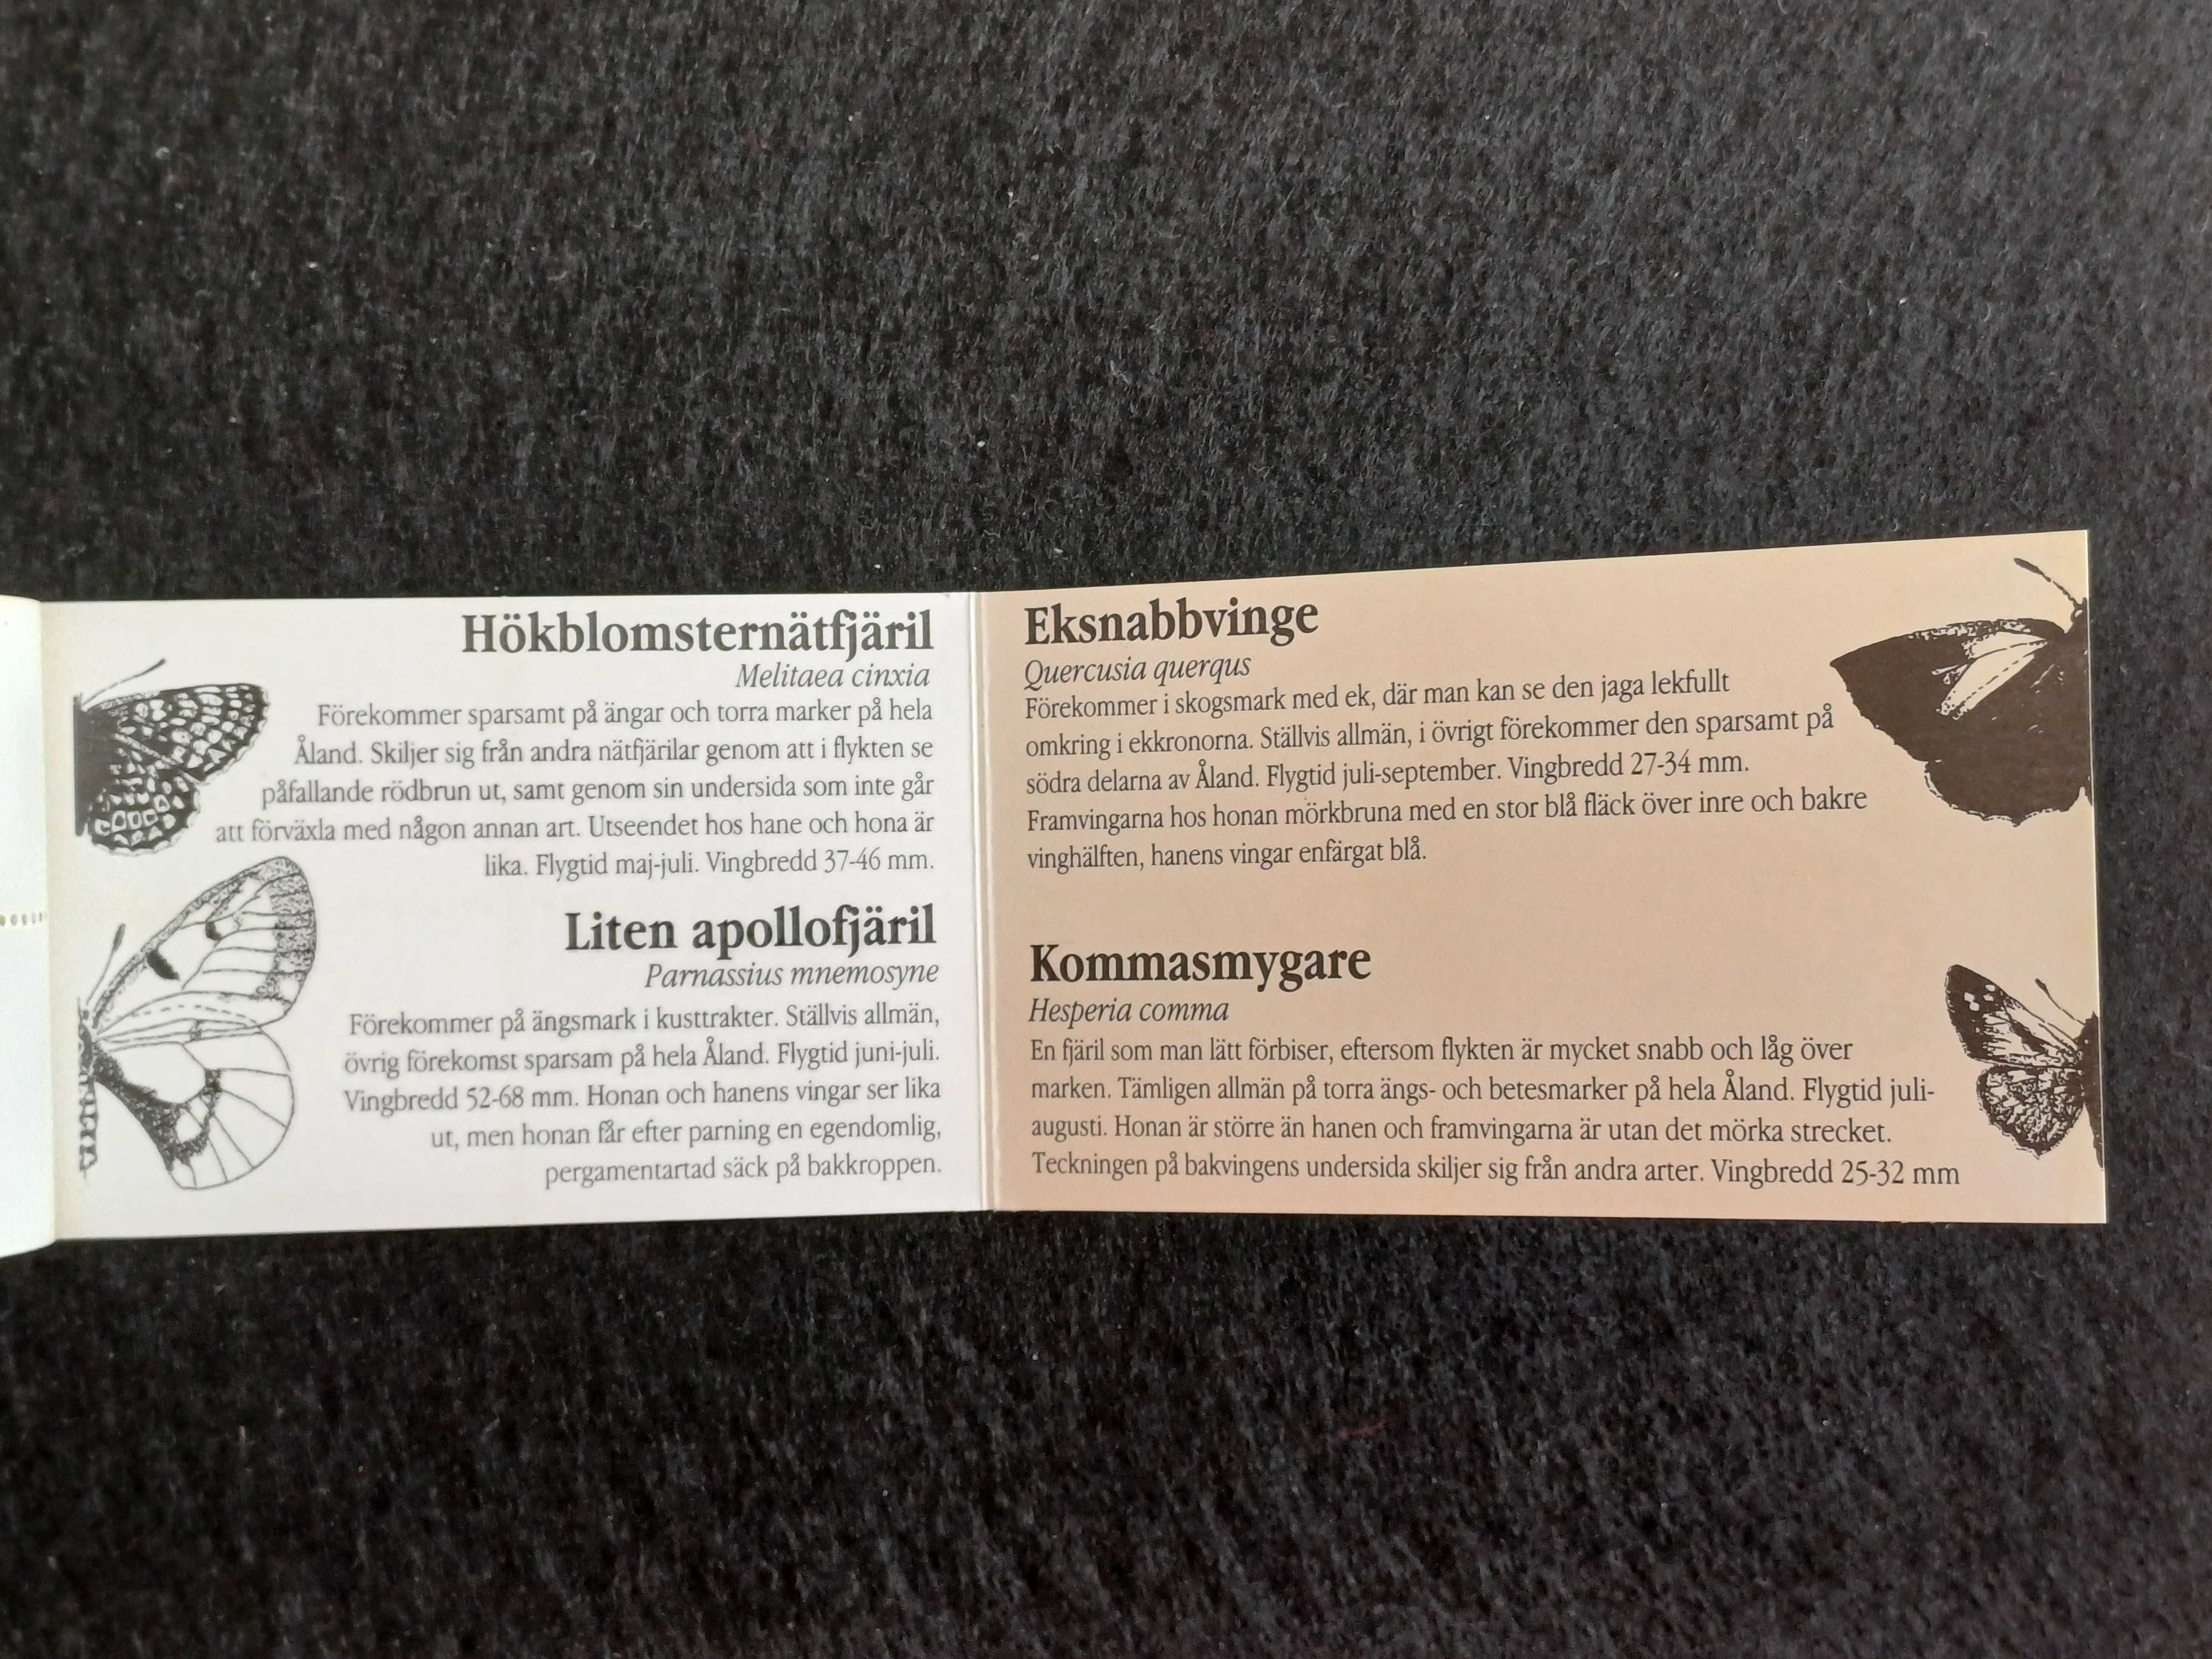 Hökblomsternätfjäril
Melitaea cinxia
Förekommer sparsamt på ängar och torra marker på hela
Åland. Skiljer sig från andra nätfjärilar genom att i flykten se
påfallande rödbrun ut, samt genom sin undersida som inte går
att förväxla med någon annan art. Utseendet hos hane och hona är
lika. Flygtid maj-juli. Vingbredd 37-46 mm.
Liten apollofjäril
Parnassius mnemosyne
Förekommer på ängsmark i kusttrakter. Ställvis allmän,
övrig förekomst sparsam på hela Åland. Flygtid juni-juli.
Vingbredd 52-68 mm. Honan och hanens vingar ser lika
ut, men honan får efter parning en egendomlig,
pergamentartad säck på bakkroppen.
Eksnabbvinge
Quercusia querqus
Förekommer i skogsmark med ek, där man kan se den jaga lekfullt
omkring i ekkronorna. Ställvis allmän, i övrigt förekommer den sparsamt på
södra delarna av Åland. Flygtid juli-september. Vingbredd 27-34 mm.
Framvingarna hos honan mörkbruna med en stor blå fläck över inre och bakre
vinghälften, hanens vingar enfärgat blå.
Kommasmygare
Hesperia comma
En fjäril som man lätt förbiser, eftersom flykten är mycket snabb och låg över
marken. Tämligen allmän på torra ängs- och betesmarker på hela Åland. Flygtid juli-
augusti. Honan är större än hanen och framvingarna är utan det mörka strecket.
Teckningen på bakvingens undersida skiljer sig från andra arter. Vingbredd 25-32 mm